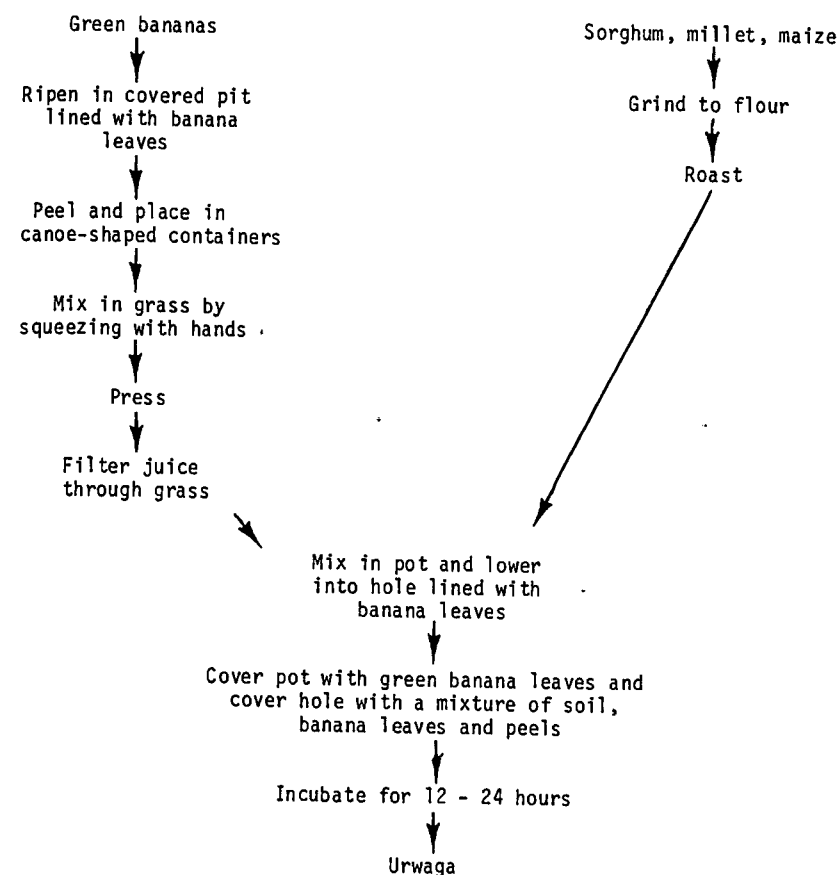 Green bananas
Ripen in covered pit
lined with banana
leaves
Peel and place in
canoe-shaped containers
Mix in grass by
squeezing with hands
Press
Filter juice
through grass
Sorghum, millet, maize
Grind to flour
Roast
Mix in pot and lower
into hole lined with
banana leaves
Cover pot with green banana leaves and
cover hole with a mixture of soil,
banana leaves and peels
Incubate for 12 - 24 hours
Urwaga